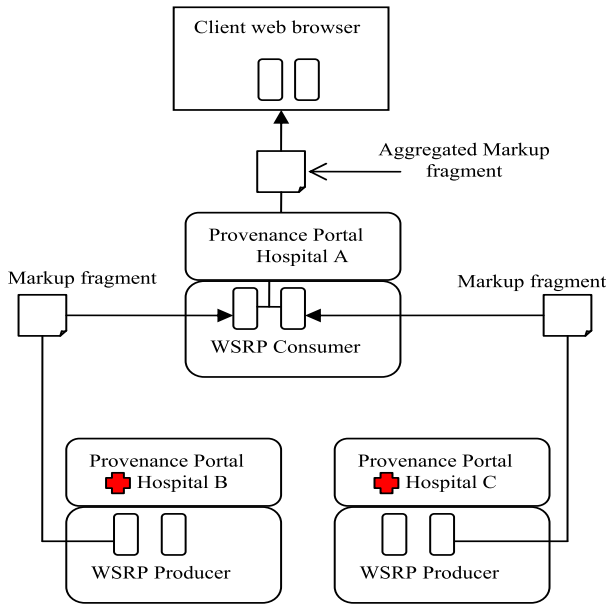 Client web browser
Aggregated Markup
fragment
Provenance Portal
Hospital A
Markup fragment
Markup fragment
WSRP Consumer
Provenance Portal
Hospital B
WSRP Producer
Provenance Portal
Hospital C
WSRP Producer